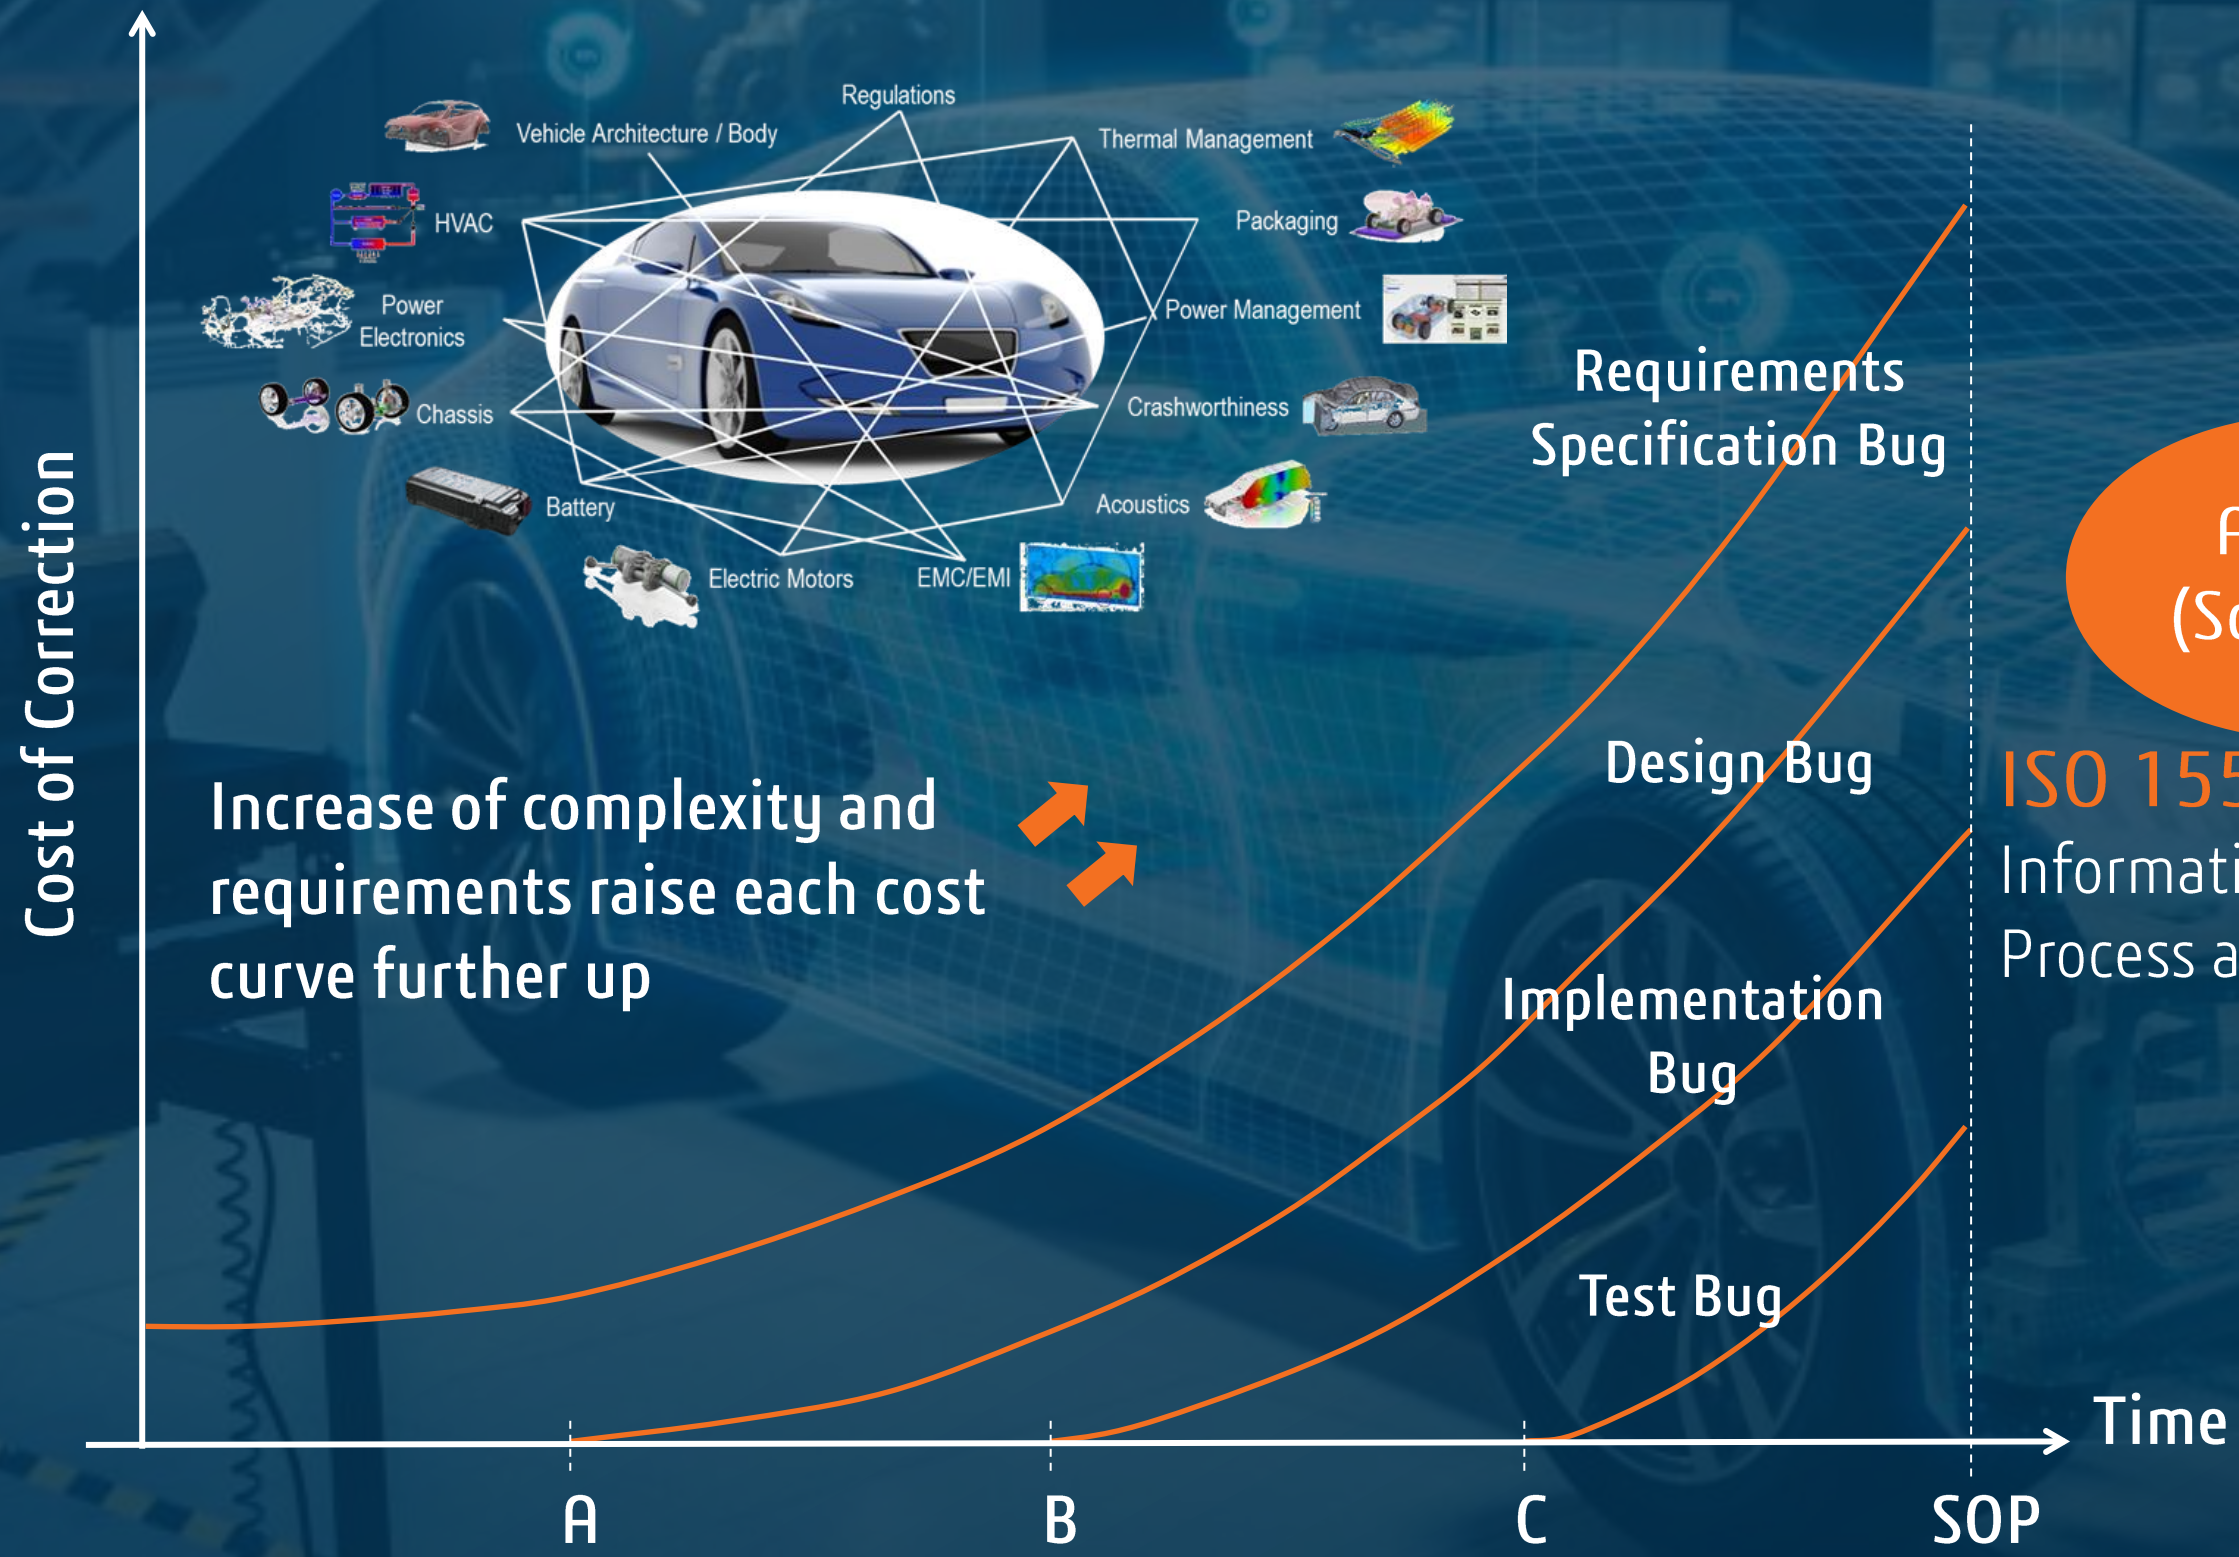 Regulations
Vehicle Architecture / Body
Thermal Management
HVAC
Packaging
Power
Electronics
Power Management
Chassis
Crashworthiness
Battery
Acoustics
Electric Motors
EMC/EMI
Requirements
Specification Bug
Design Bug
Implementation
Bug
Test Bug
Cost of Correction
Increase of complexity and
requirements raise each cost
curve further up
ISO
Process
Time
A
B
C
SOP